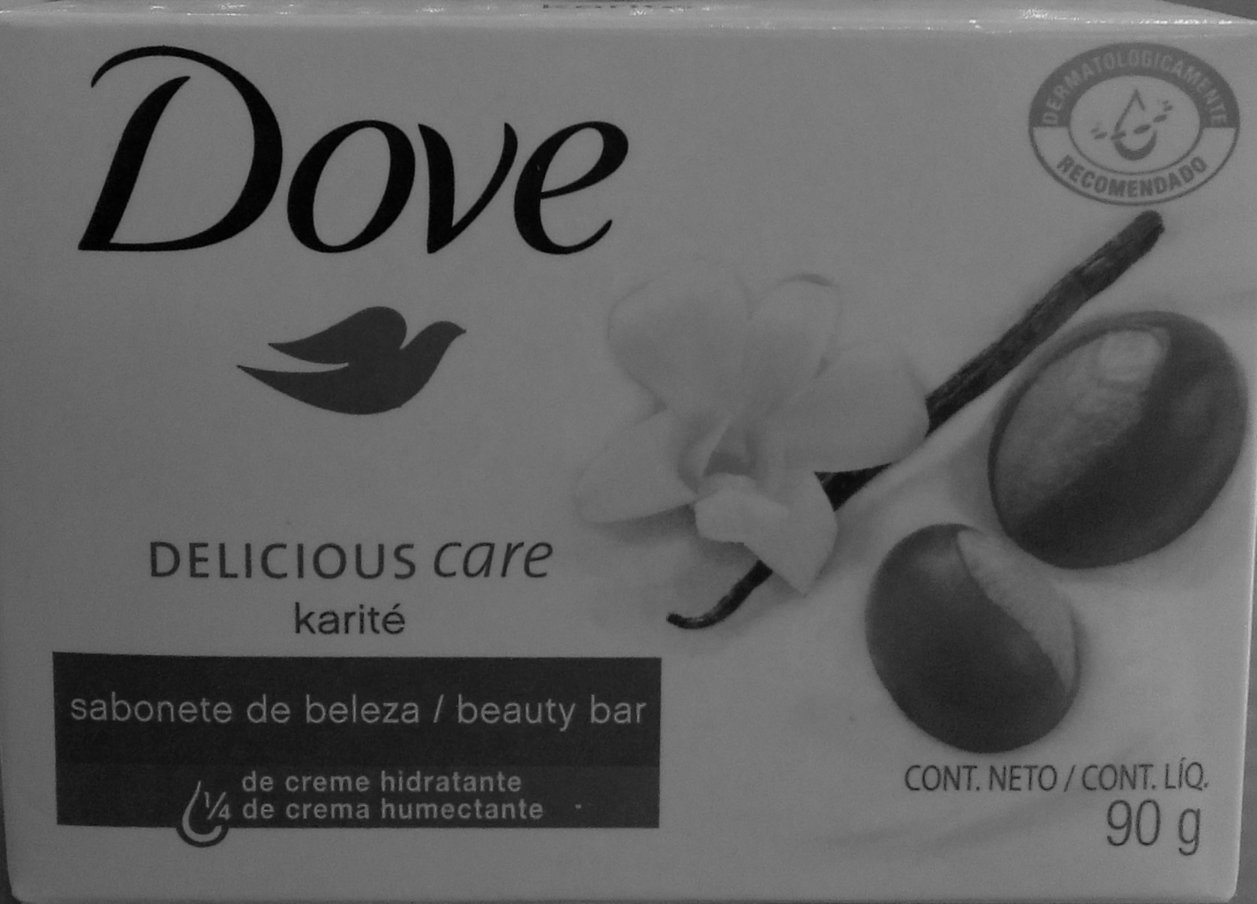 Dove
DERMATOLOGICAMENTE
RECOMENDADO
DELICIOUS care
karité
sabonete de beleza / beauty bar
de creme hidratante
1/4 de crema humectante
CONT. NETO / CONT. LÍQ.
90 g